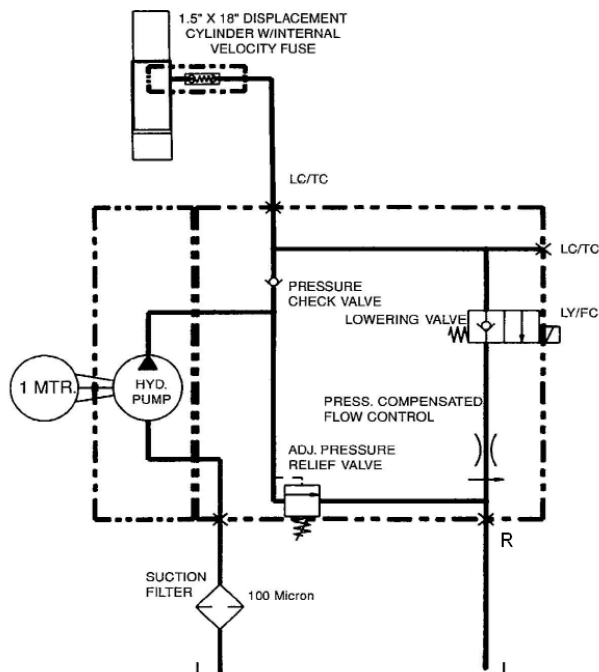 1.5" X 18" DISPLACEMENT
CYLINDER W/INTERNAL
VELOCITY FUSE
LC/TC
LC/TC
PRESSURE
CHECK VALVE
LOWERING VALVE
LY/FC
1 MTR.
HYD.
PUMP
PRESS. COMPENSATED
FLOW CONTROL
ADJ. PRESSURE
RELIEF VALVE
R
SUCTION
FILTER
100 Micron